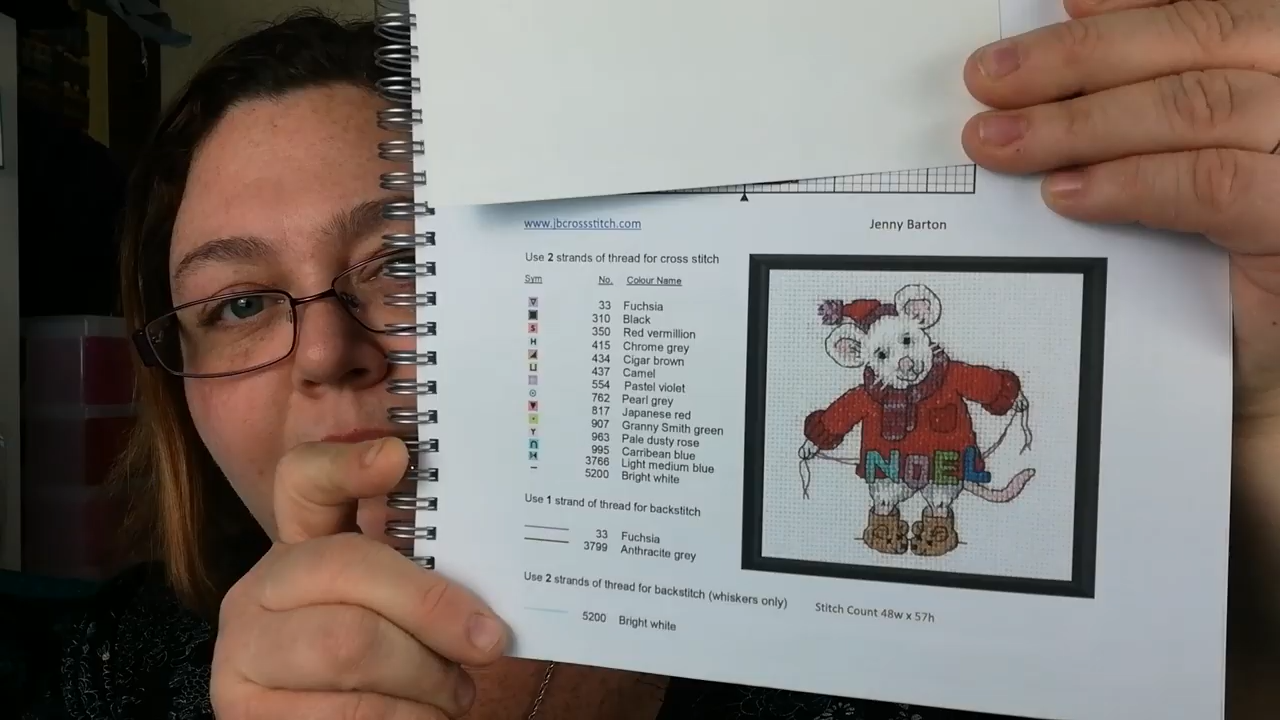 www.jbcrossstitch.com Jenny Barton
Use 2 strands of thread for cross stitch
Sym No. Colour Name
33 Fuchsia
310 Black
S 350 Red vermillion
H 415 Chrome grey
434 Cigar brown
437 Camel
554 Pastel violet
762 Pearl grey
817 Japanese red
907 Granny Smith green
Y 963 Pale dusty rose
995 Carribean blue
3766 Light medium blue
5200 Bright white
NOEL
Use 1 strand of thread for backstitch
33 Fuchsia
3799 Anthracite grey
Use 2 strands of thread for backstitch (whiskers only)
5200 Bright white
Stitch Count 48w x 57h